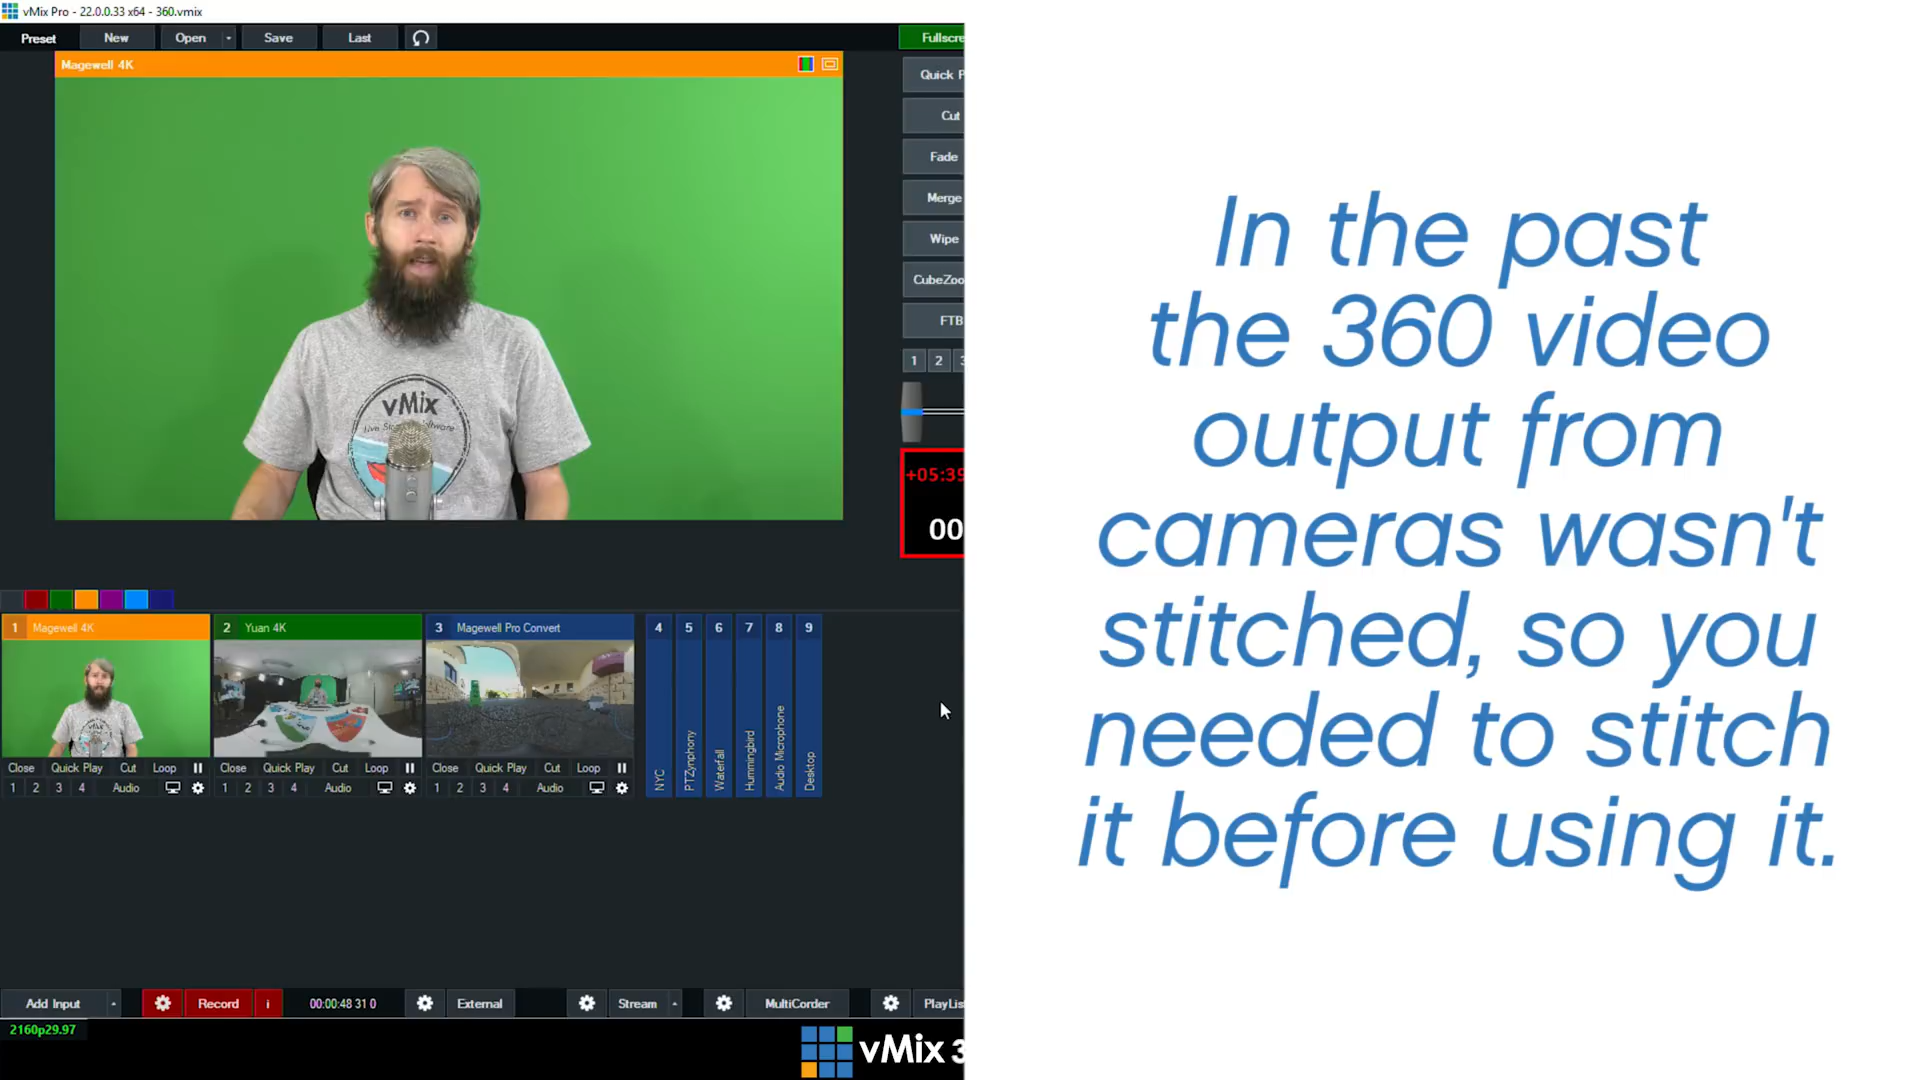 vMix Pro - 22.0.0.33 x64 - 360.vmix
Preset New Open Save Last Fullscre
Magewell 4K
Quick P
Cut
Fade
Merge
Wipe
CubeZoo
FTB
1 2 3
+05:39
00
vMix
1 Magewell 4K
2 Yuan 4K
3 Magewell Pro Convert
4 NYC
5 PTZynphony
6 Waterfall
7 Hummingbird
8 Audio Microphone
9 Desktop
Close Quick Play Cut Loop
1 2 3 4 Audio
Close Quick Play Cut Loop
1 2 3 4 Audio
Close Quick Play Cut Loop
1 2 3 4 Audio
Add Input Record i 00:00:48 31 0 External Stream MultiCorder PlayLis
2160p29.97
vMix 3
In the past
the 360 video
output from
cameras wasn't
stitched, so you
needed to stitch
it before using it.